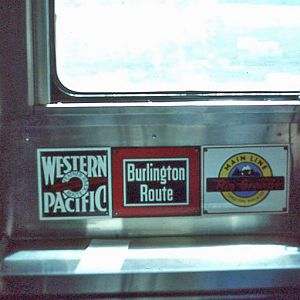 WESTERN
PACIFIC
Burlington
Route
MAIN LINE
Rio Grande